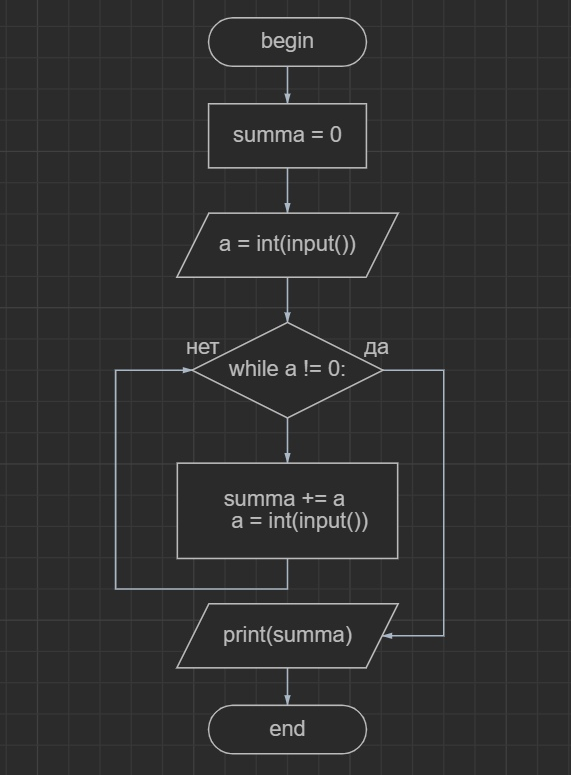 begin
summa = 0
a = int(input())
нет
да
while a != 0:
summa += a
a = int(input())
print(summa)
end